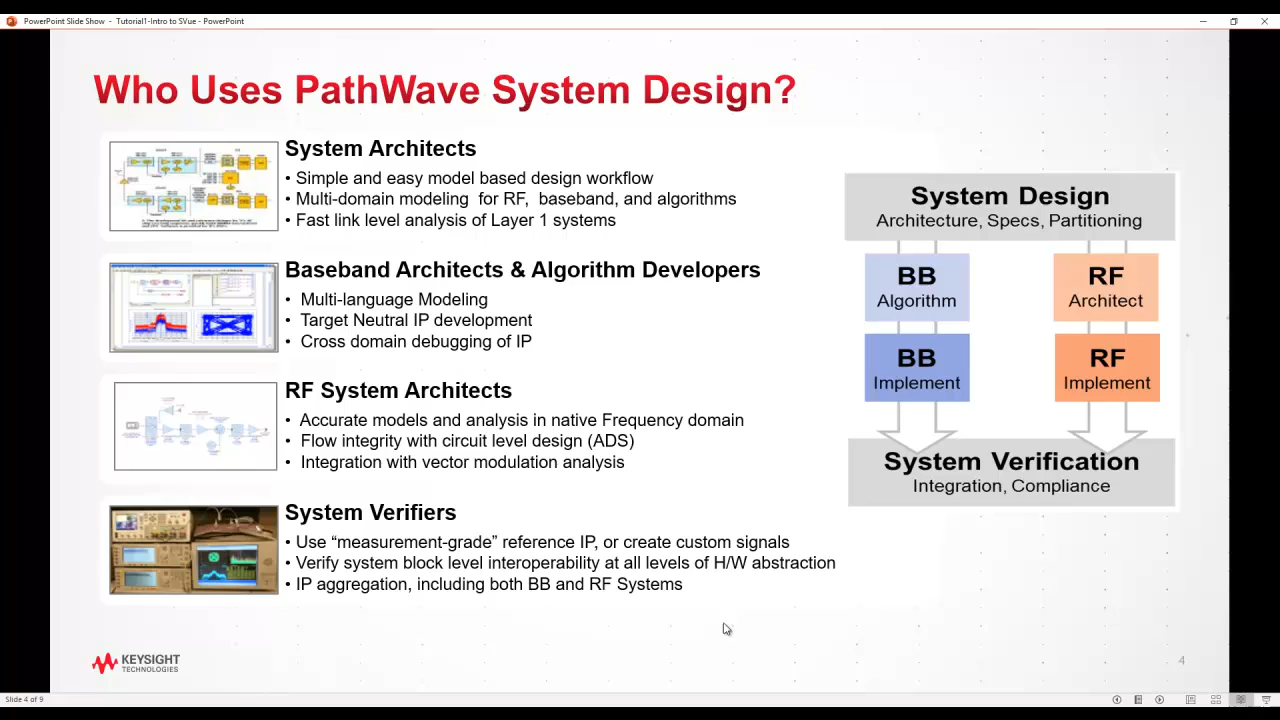 PowerPoint Slide Show - Tutorial1-Intro to SVue - PowerPoint
Who Uses PathWave System Design?
System Architects
• Simple and easy model based design workflow
• Multi-domain modeling for RF, baseband, and algorithms
• Fast link level analysis of Layer 1 systems
Baseband Architects & Algorithm Developers
• Multi-language Modeling
• Target Neutral IP development
• Cross domain debugging of IP
RF System Architects
• Accurate models and analysis in native Frequency domain
• Flow integrity with circuit level design (ADS)
• Integration with vector modulation analysis
System Verifiers
• Use “measurement-grade” reference IP, or create custom signals
• Verify system block level interoperability at all levels of H/W abstraction
• IP aggregation, including both BB and RF Systems
System Design
Architecture, Specs, Partitioning
BB
Algorithm
RF
Architect
BB
Implement
RF
Implement
System Verification
Integration, Compliance
KEYSIGHT
TECHNOLOGIES
4
Slide 4 of 9